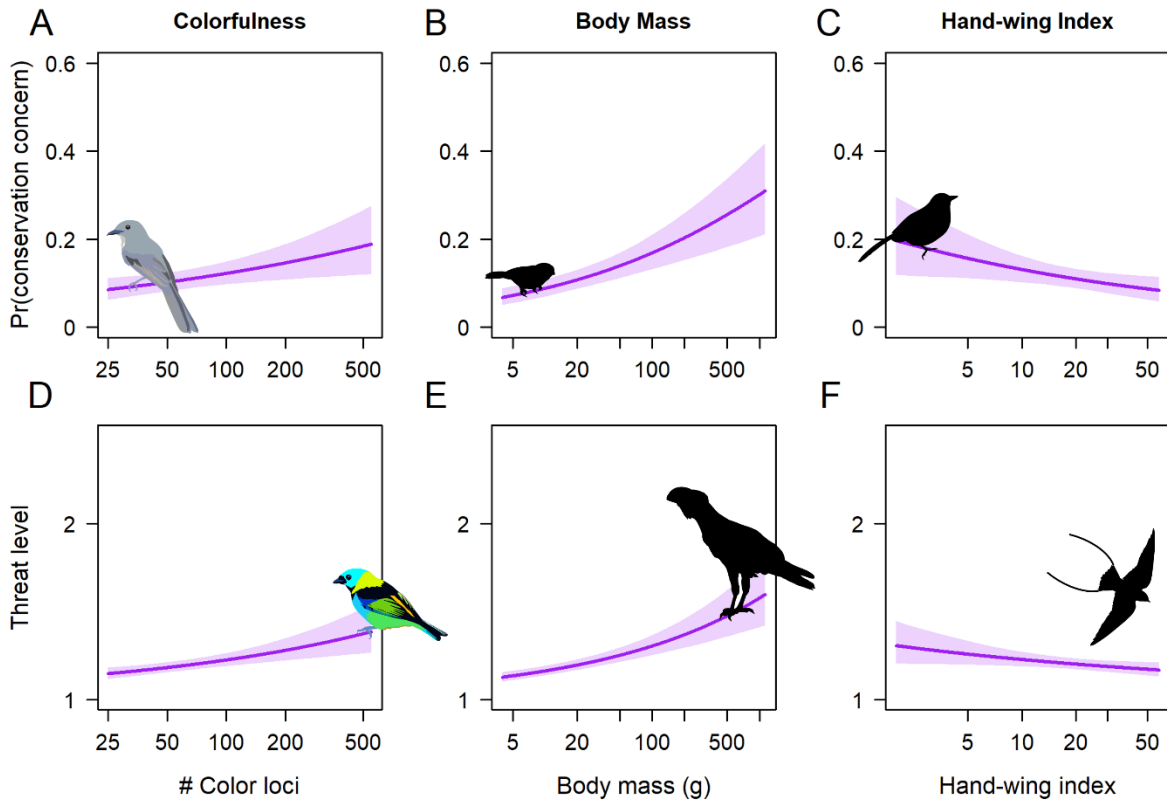 A Colorfulness
B Body Mass
C Hand-wing Index
Pr(conservation concern)
0.6
0.4
0.2
0
25 50 100 200 500
0.6
0.4
0.2
0
5 20 100 500
0.6
0.4
0.2
0
5 10 20 50
D
E
F
Threat level
2
1
25 50 100 200 500
# Color loci
2
1
5 20 100 500
Body mass (g)
2
1
5 10 20 50
Hand-wing index